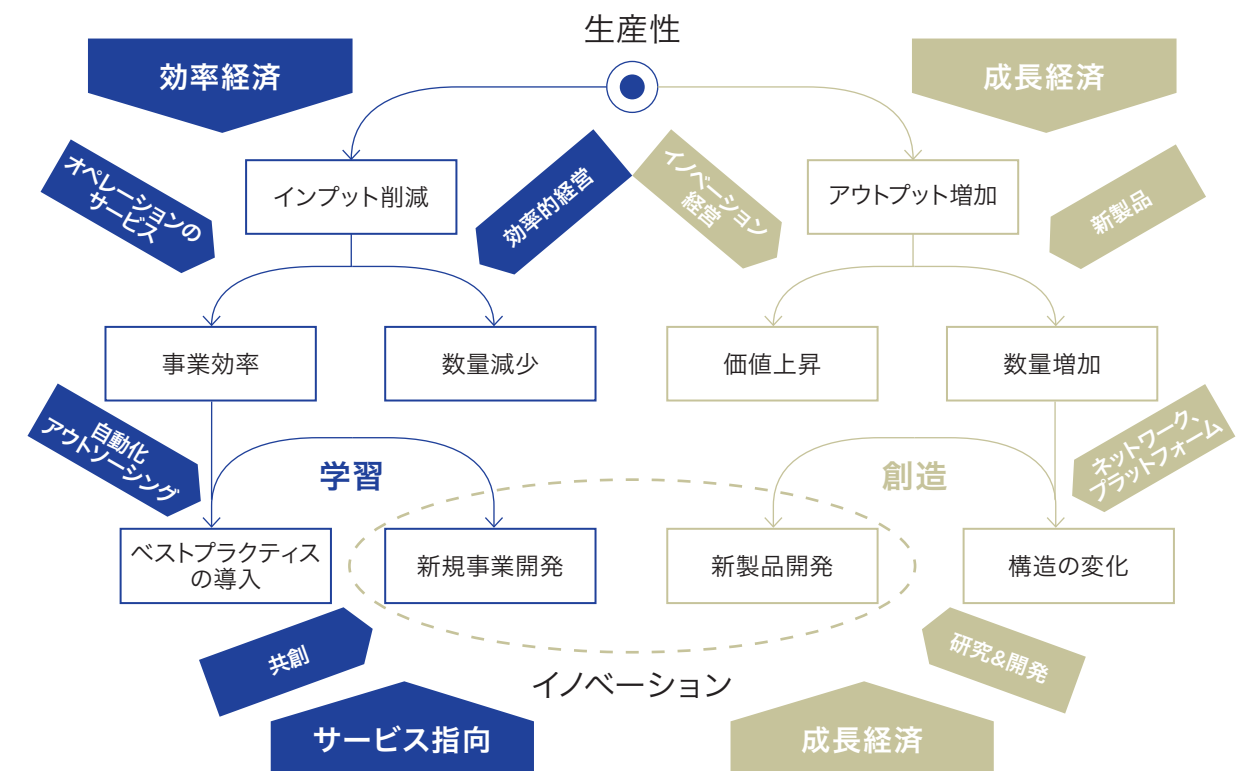 生産性
効率経済
成長経済
オペレーションの
サービス
インプット削減
効率的経営
イノベーション
経営
アウトプット増加
新製品
事業効率
数量減少
価値上昇
数量増加
自動化
アウトソーシング
学習
創造
ネットワーク、
プラットフォーム
ベストプラクティス
の導入
新規事業開発
新製品開発
構造の変化
共創
イノベーション
研究&開発
サービス指向
成長経済